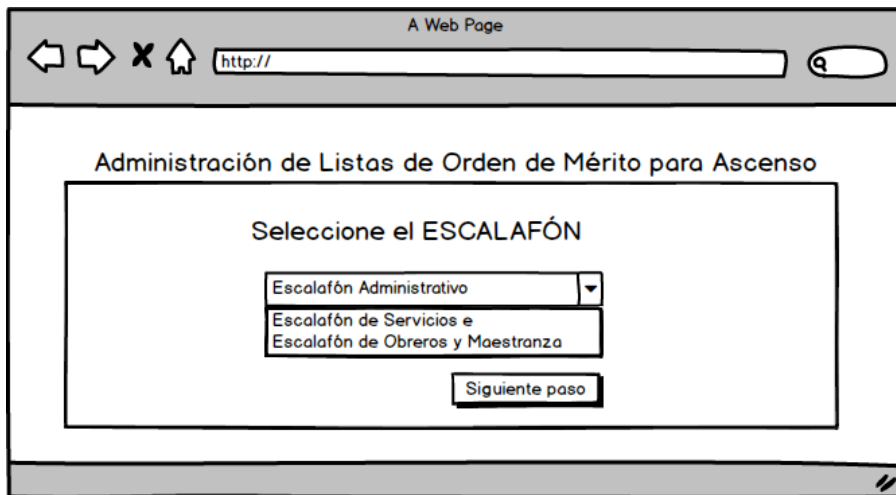 A Web Page
http://
Administración de Listas de Orden de Mérito para Ascenso
Seleccione el ESCALAFÓN
Escalafón Administrativo
Escalafón de Servicios e
Escalafón de Obreros y Maestranza
Siguiente paso